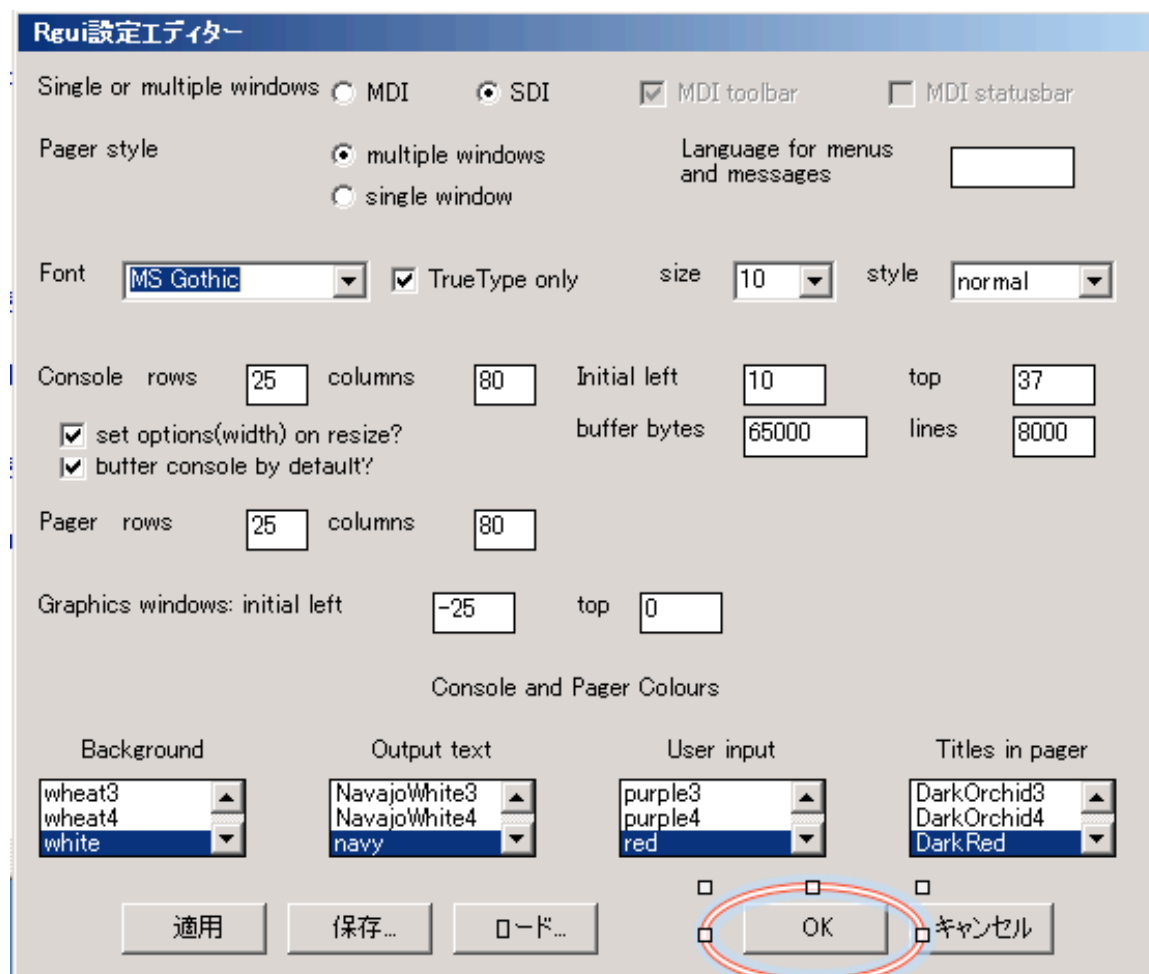 Rgui設定エディター
Single or multiple windows MDI SDI MDI toolbar MDI statusbar
Pager style multiple windows Language for menus
and messages
single window
Font MS Gothic TrueType only size 10 style normal
Console rows 25 columns 80 Initial left 10 top 37
set options(width) on resize? buffer bytes 65000 lines 8000
buffer console by default?
Pager rows 25 columns 80
Graphics windows: initial left -25 top 0
Console and Pager Colours
Background Output text User input Titles in pager
wheat3 NavajoWhite3 purple3 DarkOrchid3
wheat4 NavajoWhite4 purple4 DarkOrchid4
white navy red DarkRed
適用 保存... ロード... OK キャンセル